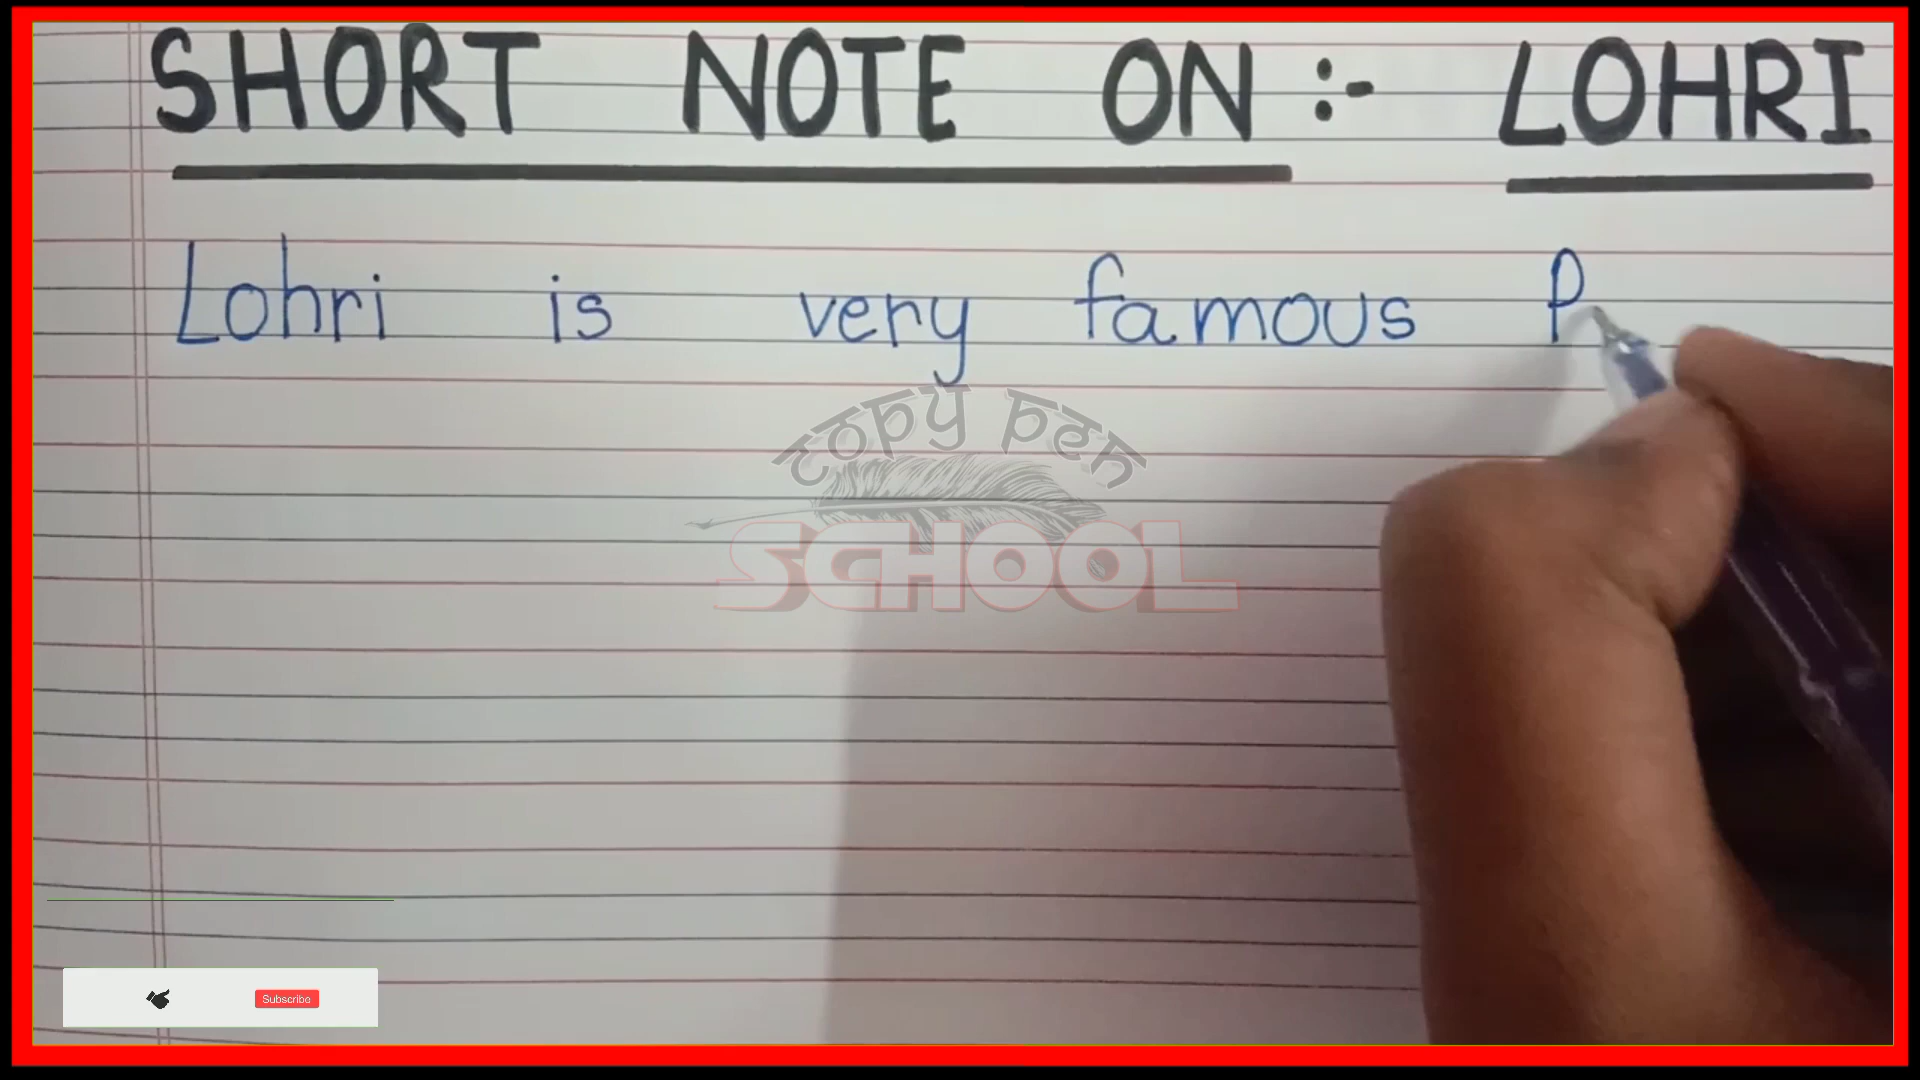 SHORT NOTE ON :- LOHRI
Lohri is very famous P
copy pen
SCHOOL
Subscribe